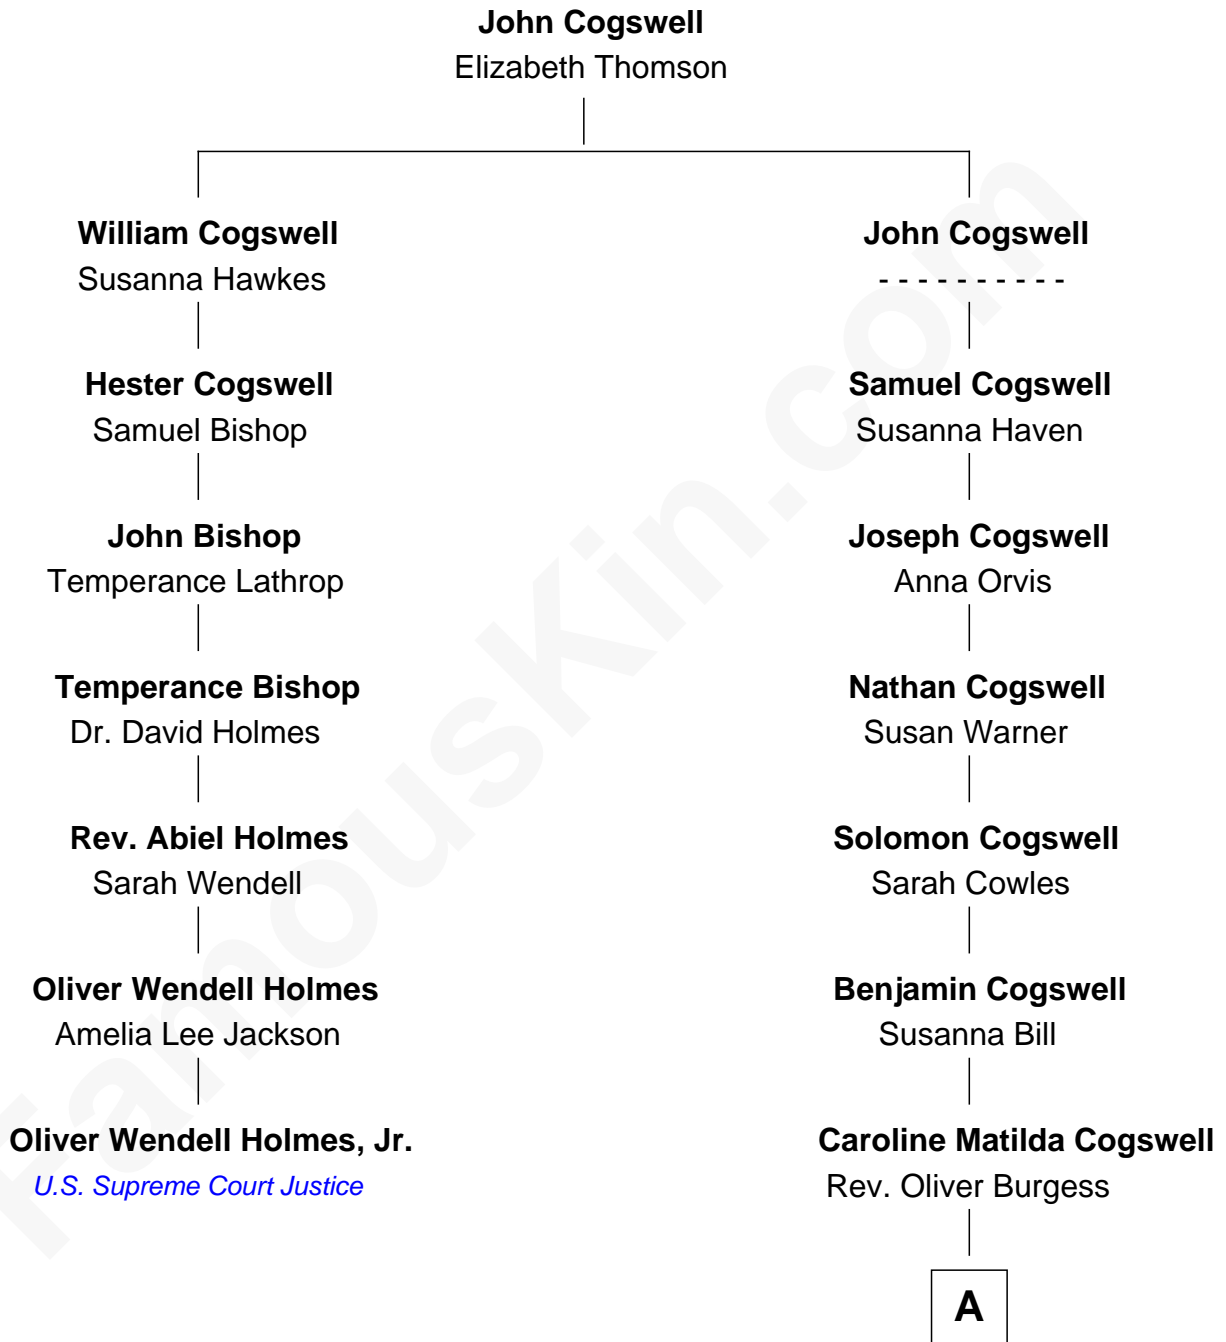 John Cogswell
Elizabeth Thomson
William Cogswell
Susanna Hawkes
Hester Cogswell
Samuel Bishop
John Bishop
Temperance Lathrop
Temperance Bishop
Dr. David Holmes
Rev. Abiel Holmes
Sarah Wendell
Oliver Wendell Holmes
Amelia Lee Jackson
Oliver Wendell Holmes, Jr.
U.S. Supreme Court Justice
John Cogswell
- - - - - - - - - -
Samuel Cogswell
Susanna Haven
Joseph Cogswell
Anna Orvis
Nathan Cogswell
Susan Warner
Solomon Cogswell
Sarah Cowles
Benjamin Cogswell
Susanna Bill
Caroline Matilda Cogswell
Rev. Oliver Burgess
A
FamousKin.com